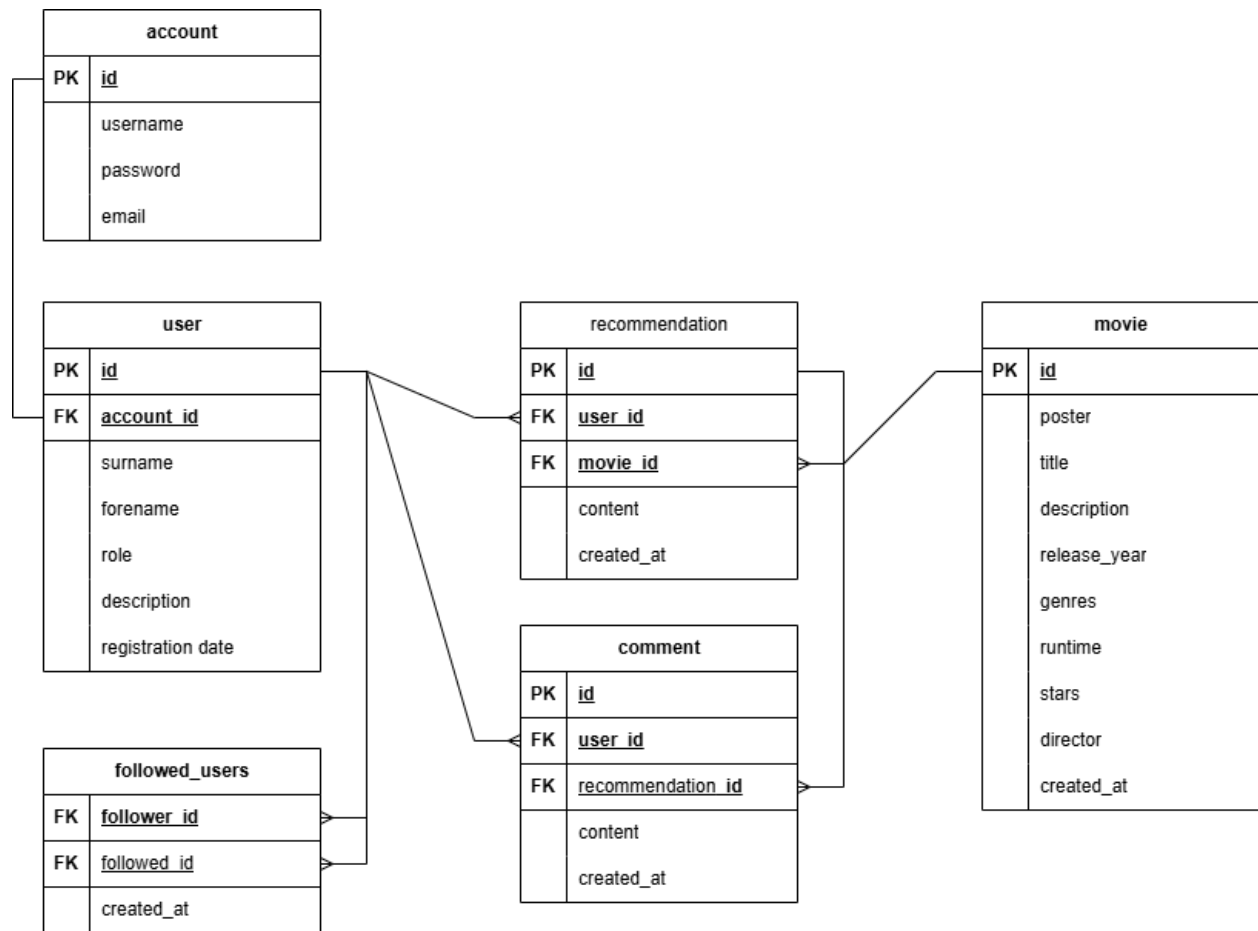 account
PK id
username
password
email
user
PK id
FK account_id
surname
forename
role
description
registration date
followed_users
FK follower_id
FK followed_id
created_at
recommendation
PK id
FK user_id
FK movie_id
content
created_at
comment
PK id
FK user_id
FK recommendation_id
content
created_at
movie
PK id
poster
title
description
release_year
genres
runtime
stars
director
created_at